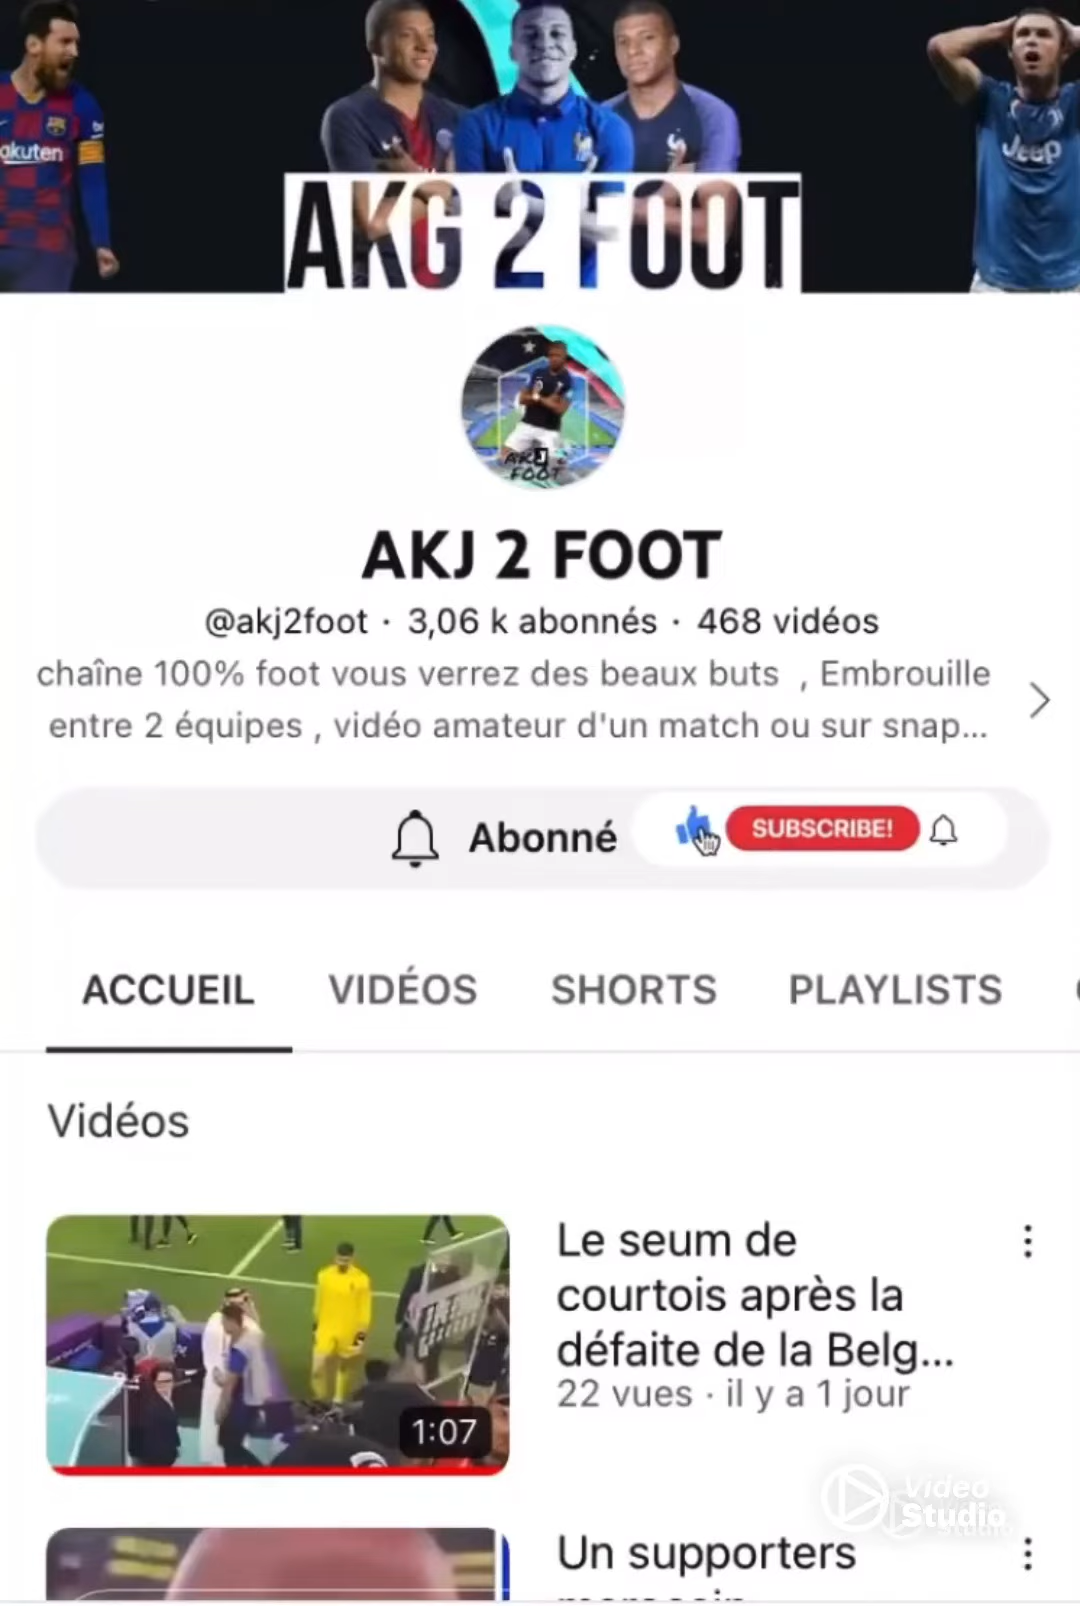 akuten
Jeep
AKG 2 FOOT
AKJ
FOOT
AKJ 2 FOOT
@akj2foot · 3,06 k abonnés · 468 vidéos
chaîne 100% foot vous verrez des beaux buts , Embrouille
entre 2 équipes , vidéo amateur d'un match ou sur snap...
Abonné
SUBSCRIBE!
ACCUEIL VIDÉOS SHORTS PLAYLISTS
Vidéos
Le seum de
courtois après la
défaite de la Belg...
22 vues · il y a 1 jour
1:07
Video
Studio
Un supporters